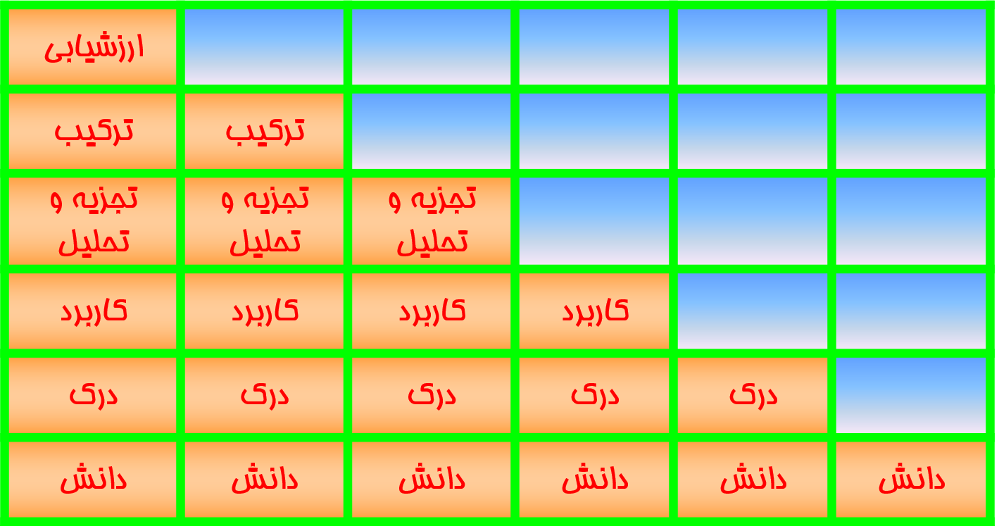 ارزشیابی
ترکیب ترکیب
تجزیه و تجزیه و تجزیه و
تحلیل تحلیل تحلیل
کاربرد کاربرد کاربرد کاربرد
درک درک درک درک درک
دانش دانش دانش دانش دانش دانش